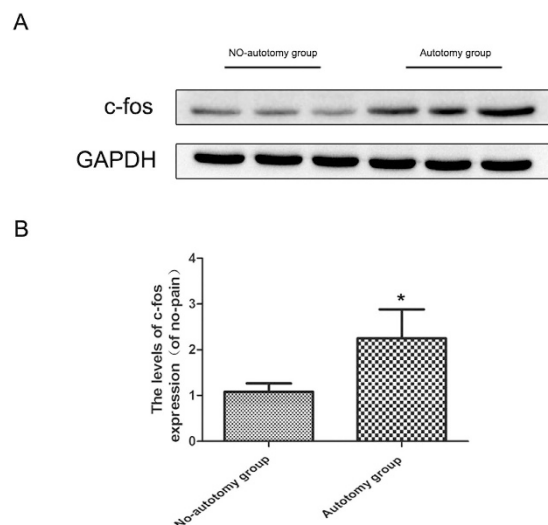 A
NO-autotomy group Autotomy group
c-fos
GAPDH
B
The levels of c-fos
expression（of no-pain）
4
3
2
1
0
*
No-autotomy group
Autotomy group